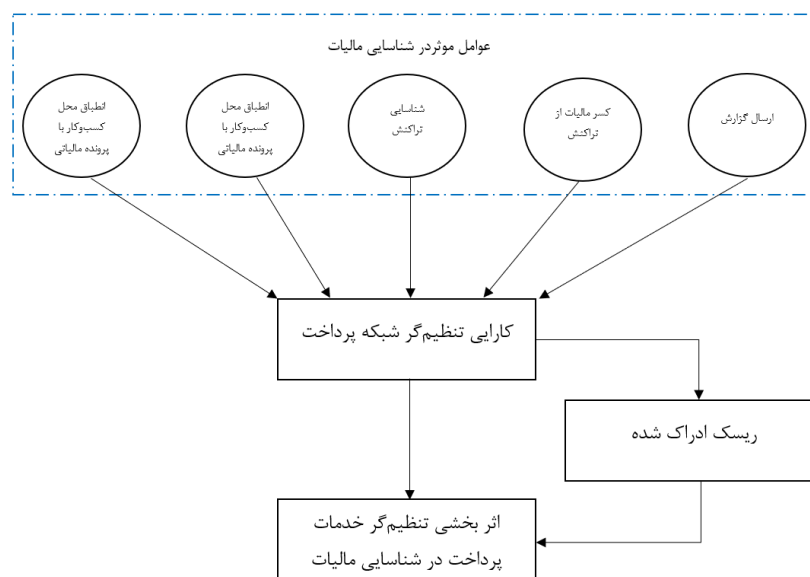 عوامل موثردر شناسایی مالیات
ارسال گزارش
کسر مالیات از
تراکنش
شناسایی
تراکنش
انطباق محل
کسب‌وکار با
پرونده مالیاتی
انطباق محل
کسب‌وکار با
پرونده مالیاتی
کارایی تنظیم‌گر شبکه پرداخت
ریسک ادراک شده
اثر بخشی تنظیم‌گر خدمات
پرداخت در شناسایی مالیات